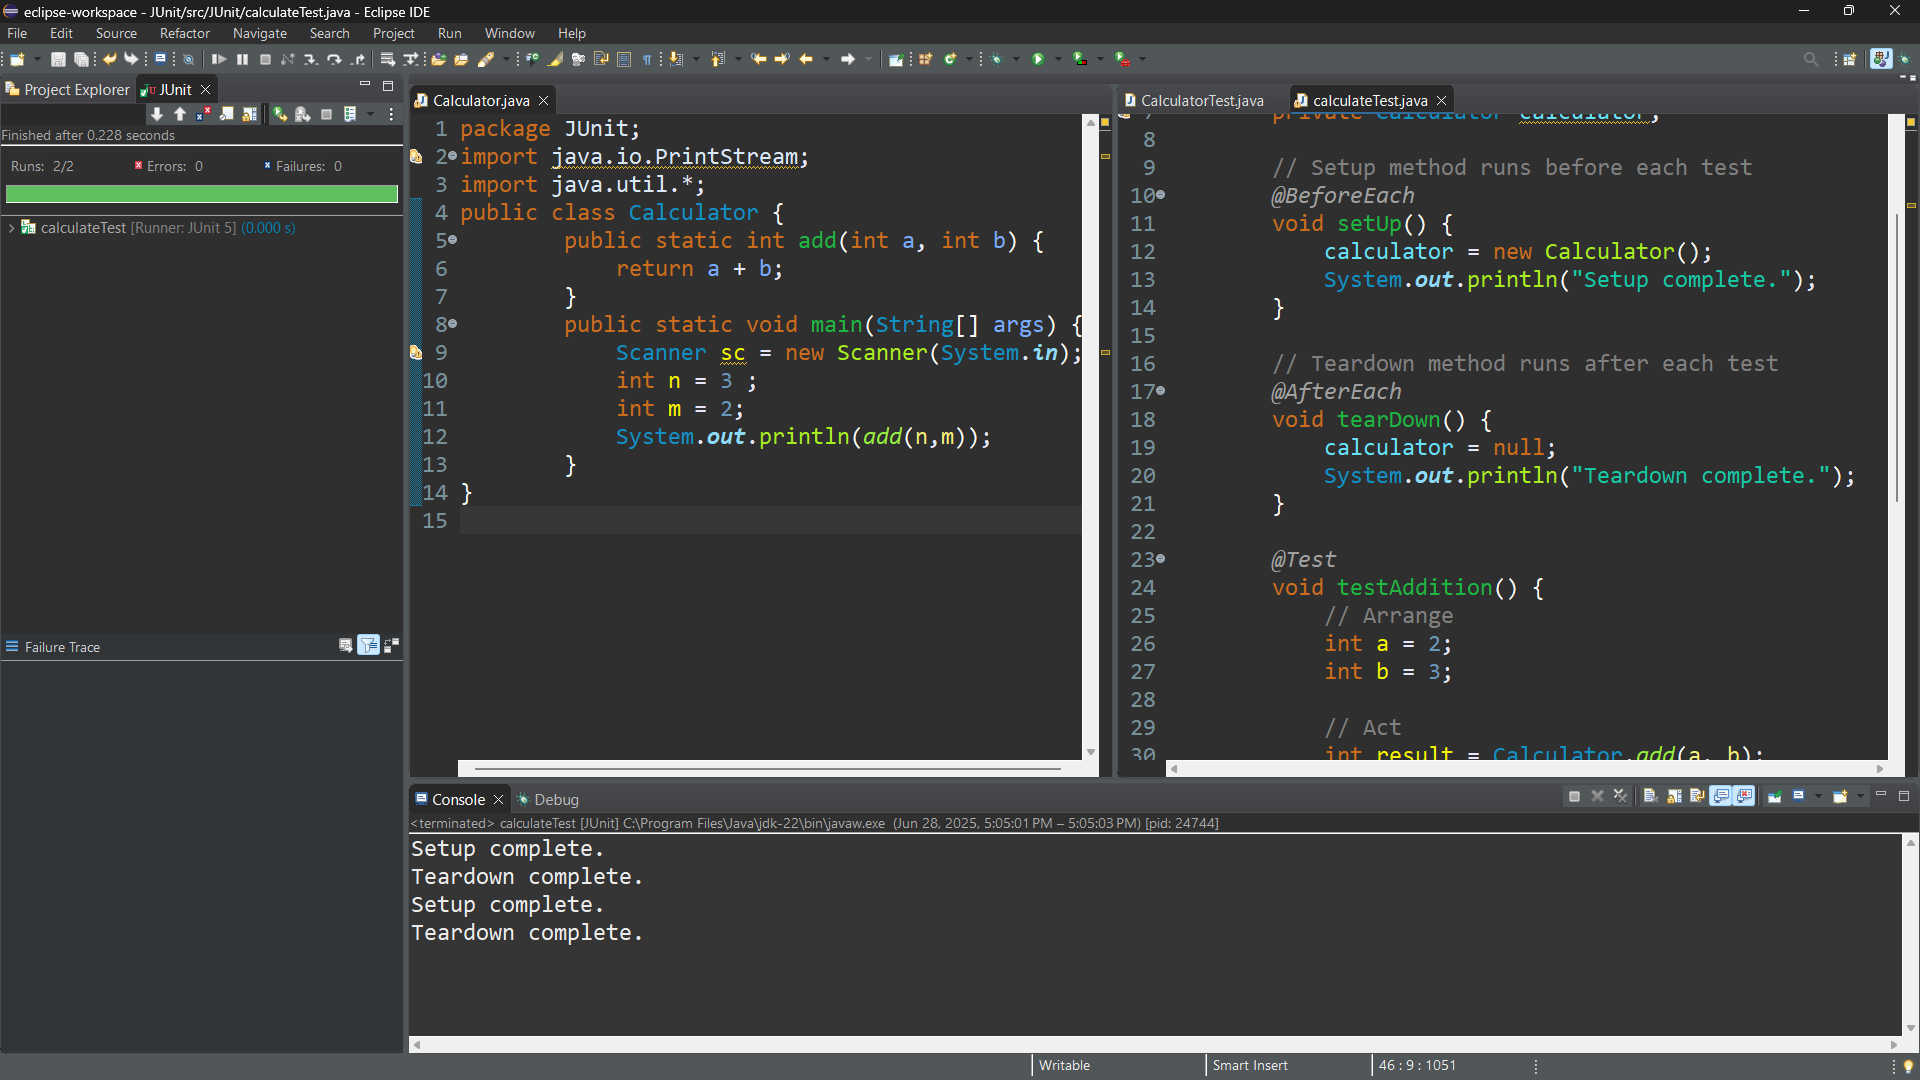 eclipse-workspace - JUnit/src/JUnit/calculateTest.java - Eclipse IDE
File Edit Source Refactor Navigate Search Project Run Window Help
Project Explorer JUnit
Finished after 0.228 seconds
Runs: 2/2 Errors: 0 Failures: 0
calculateTest [Runner: JUnit 5] (0.000 s)
Failure Trace
Calculator.java
1 package JUnit;
2 import java.io.PrintStream;
3 import java.util.*;
4 public class Calculator {
5 public static int add(int a, int b) {
6 return a + b;
7 }
8 public static void main(String[] args) {
9 Scanner sc = new Scanner(System.in);
10 int n = 3 ;
11 int m = 2;
12 System.out.println(add(n,m));
13 }
14 }
15
CalculatorTest.java calculateTest.java
7 private Calculator calculator;
8
9 // Setup method runs before each test
10 @BeforeEach
11 void setUp() {
12 calculator = new Calculator();
13 System.out.println("Setup complete.");
14 }
15
16 // Teardown method runs after each test
17 @AfterEach
18 void tearDown() {
19 calculator = null;
20 System.out.println("Teardown complete.");
21 }
22
23 @Test
24 void testAddition() {
25 // Arrange
26 int a = 2;
27 int b = 3;
28
29 // Act
30 int result = Calculator.add(a, b);
Console Debug
<terminated> calculateTest [JUnit] C:\Program Files\Java\jdk-22\bin\javaw.exe (Jun 28, 2025, 5:05:01 PM – 5:05:03 PM) [pid: 24744]
Setup complete.
Teardown complete.
Setup complete.
Teardown complete.
Writable Smart Insert 46 : 9 : 1051